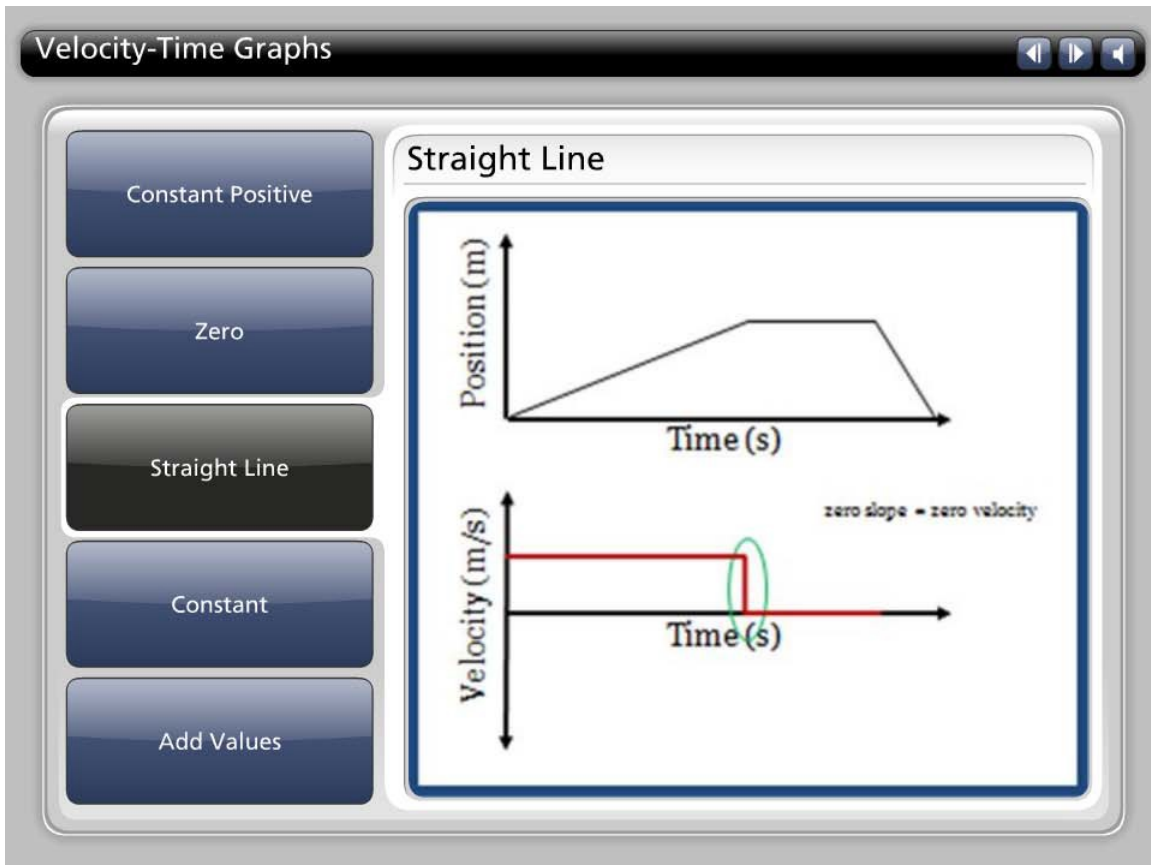 Velocity-Time Graphs
Constant Positive
Zero
Straight Line
Constant
Add Values
Straight Line
Position (m)
Time (s)
zero slope = zero velocity
Velocity (m/s)
Time (s)